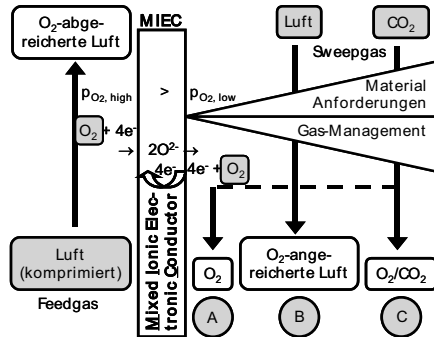 O2-abge-
reicherte Luft
MIEC
Luft
CO2
Sweepgas
pO2, high
>
pO2, low
Material
Anforderungen
O2 + 4e-
Gas-Management
→ 2O2- →
4e- 4e- + O2
Mixed Ionic Elec-
tronic Conductor
Luft
(komprimiert)
Feedgas
O2
O2-ange-
reicherte Luft
O2/CO2
A
B
C